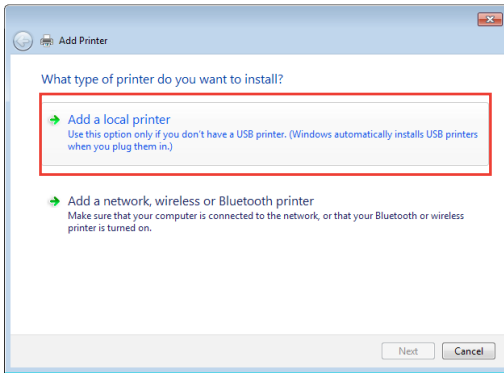 Add Printer
What type of printer do you want to install?
Add a local printer
Use this option only if you don't have a USB printer. (Windows automatically installs USB printers
when you plug them in.)
Add a network, wireless or Bluetooth printer
Make sure that your computer is connected to the network, or that your Bluetooth or wireless
printer is turned on.
Next
Cancel